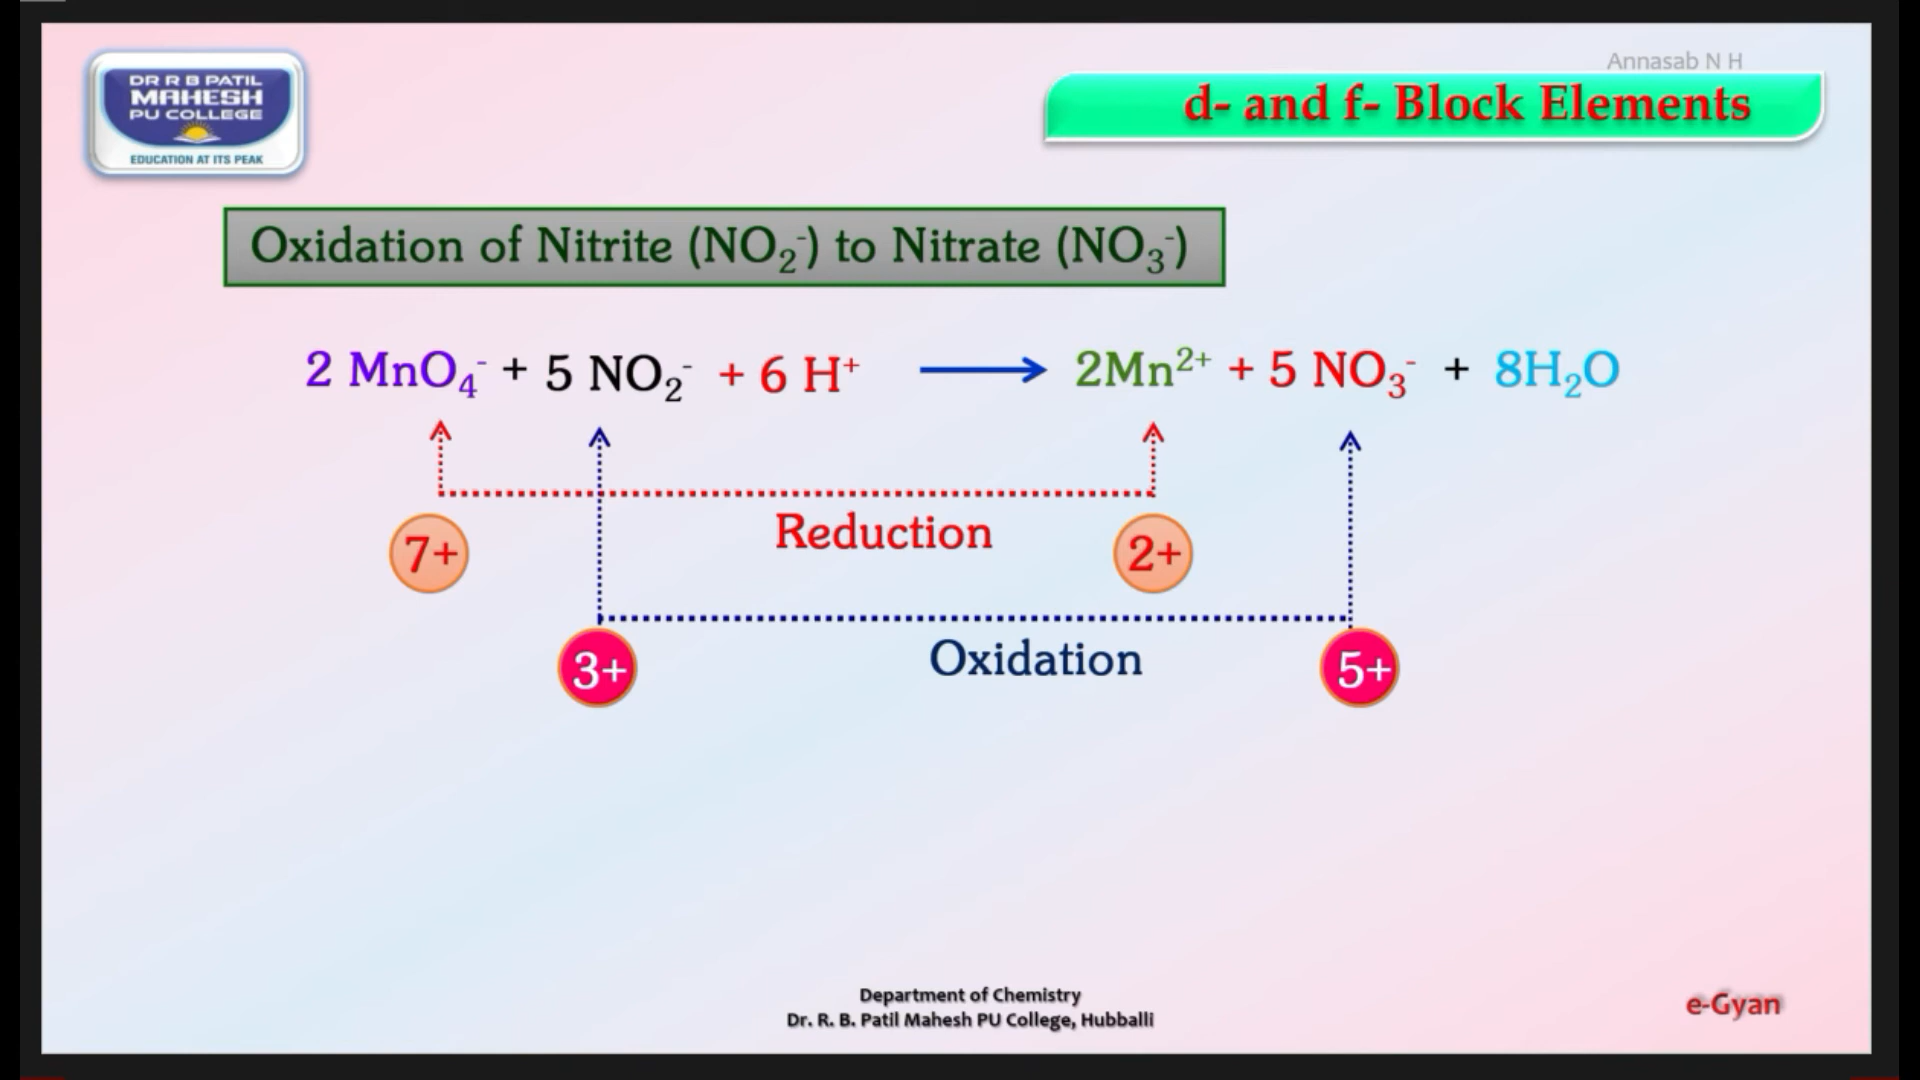 Annasab N H
DR R B PATIL
MAHESH
PU COLLEGE
EDUCATION AT ITS PEAK
d- and f- Block Elements
Oxidation of Nitrite (NO₂⁻) to Nitrate (NO₃⁻)
2 MnO₄⁻ + 5 NO₂⁻ + 6 H⁺ ⟶ 2Mn²⁺ + 5 NO₃⁻ + 8H₂O
Reduction
7+ 2+
Oxidation
3+ 5+
Department of Chemistry
Dr. R. B. Patil Mahesh PU College, Hubballi
e-Gyan